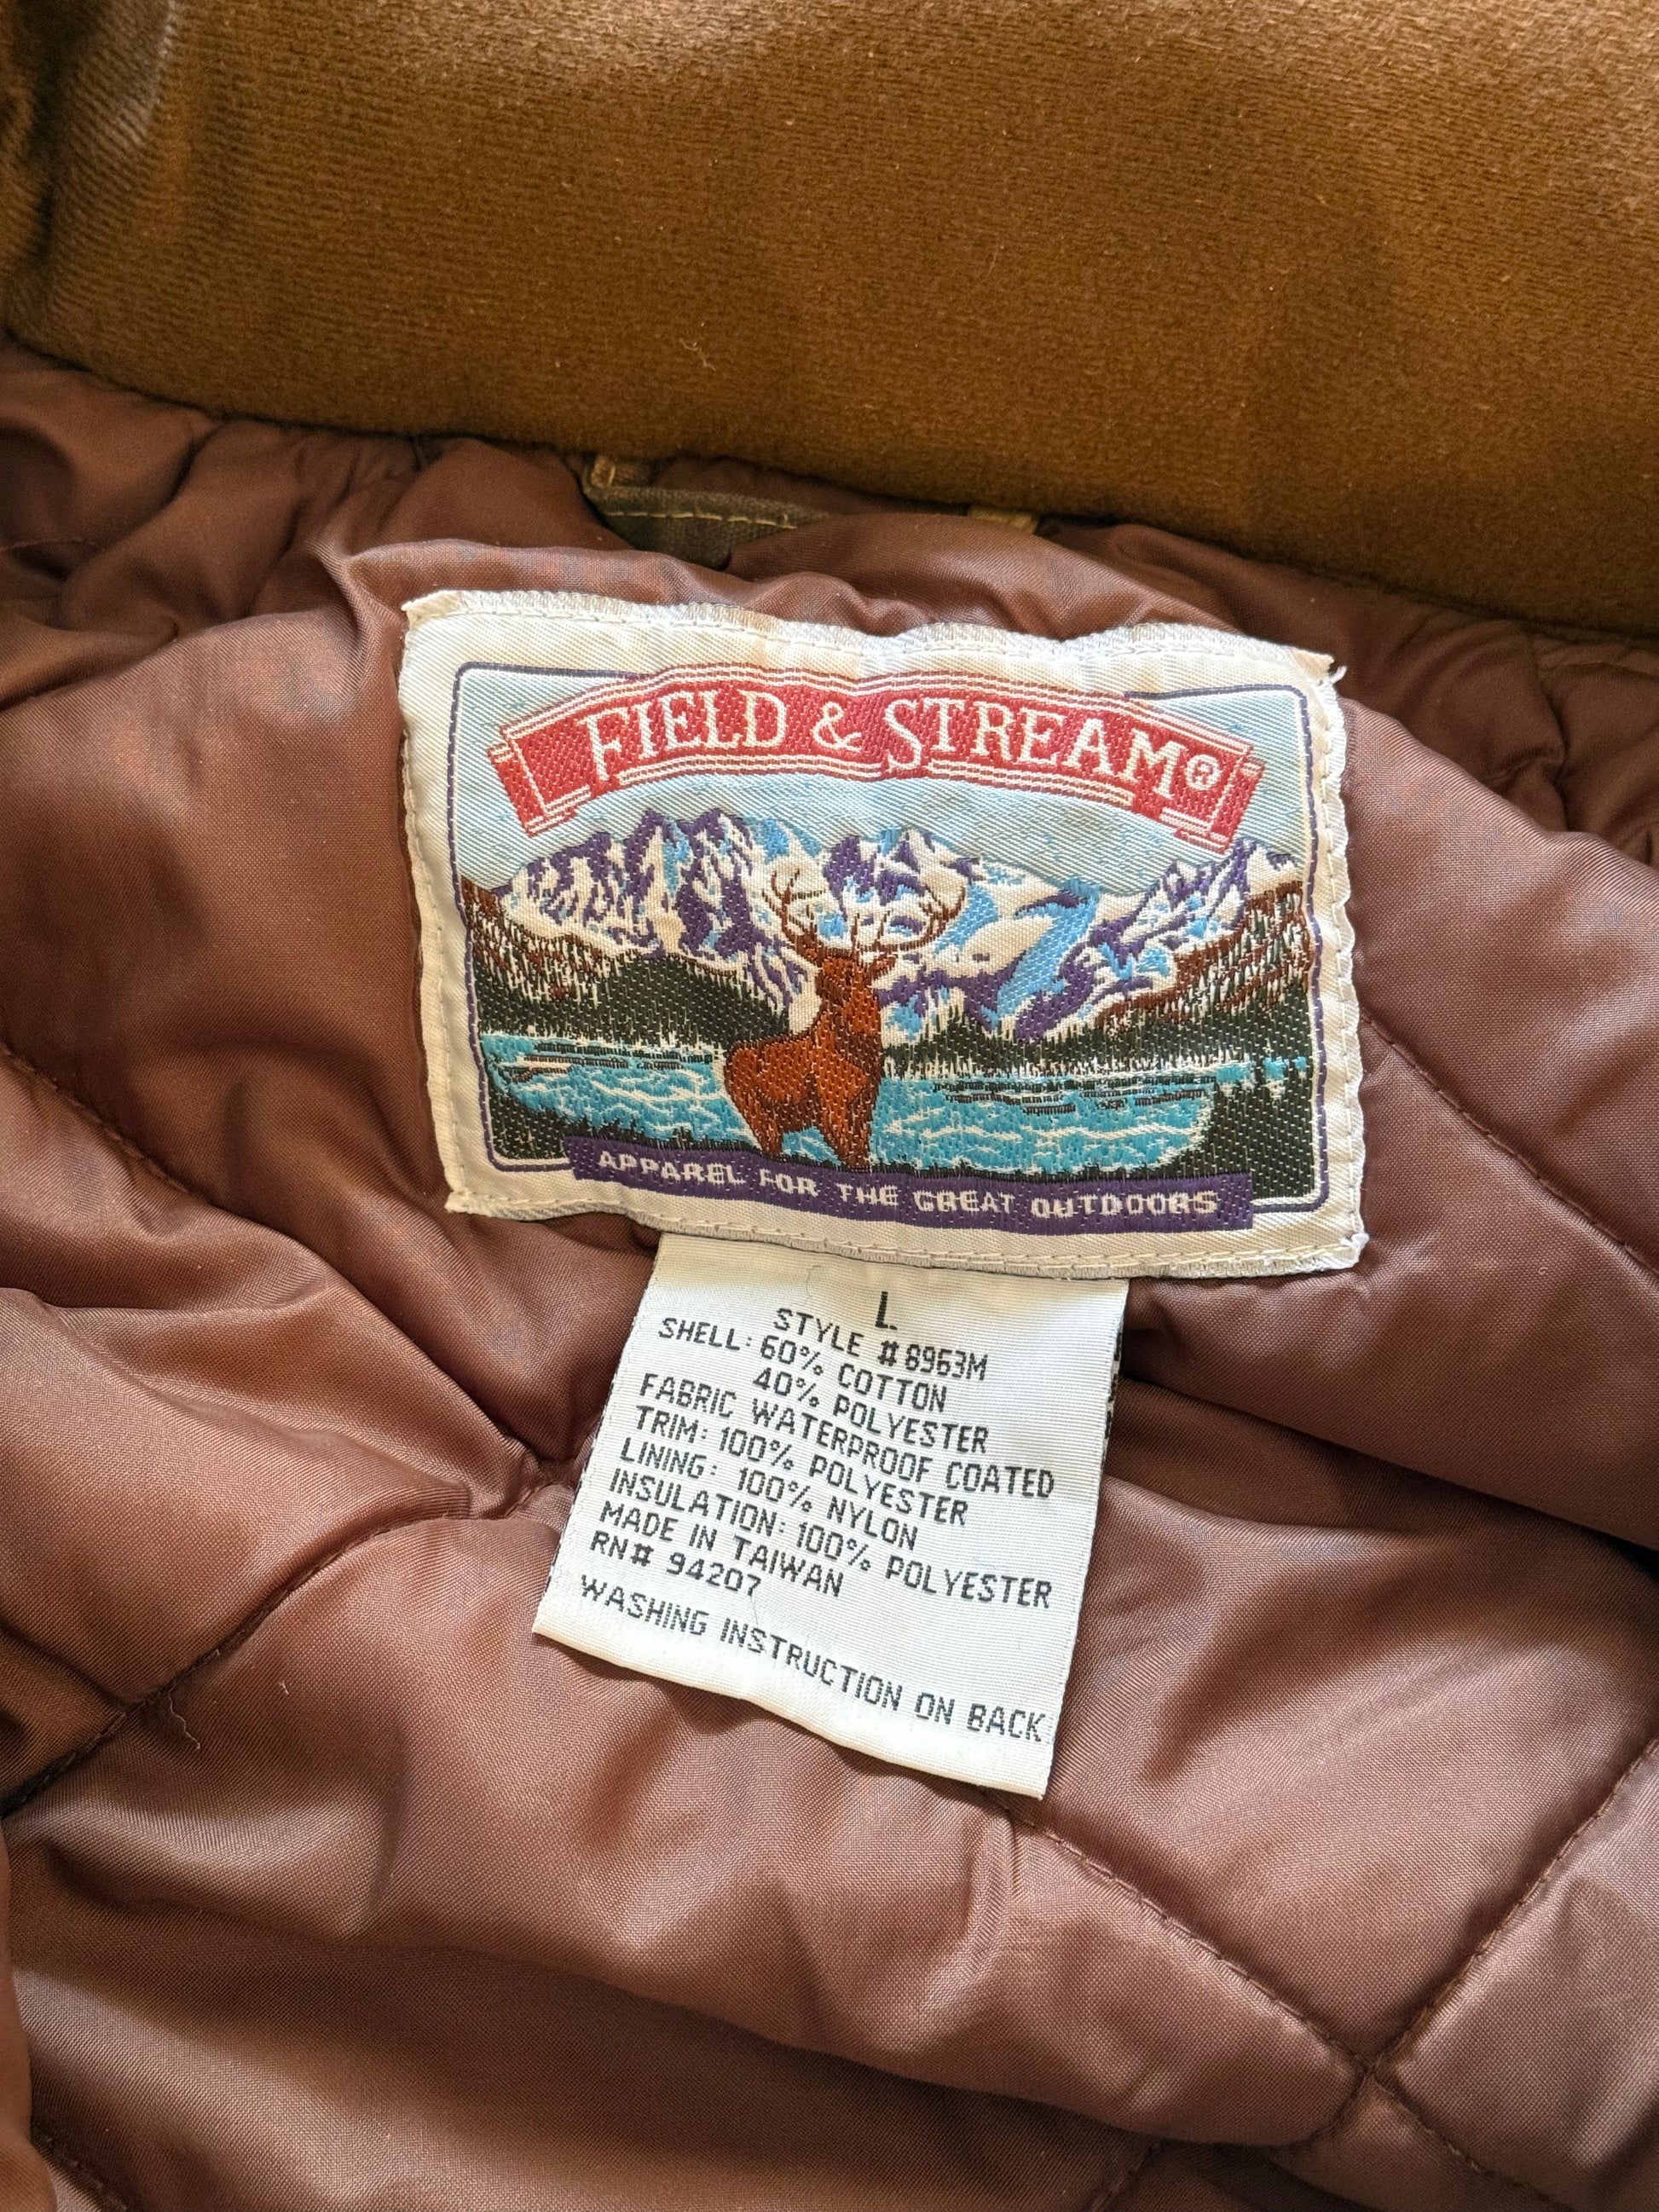 FIELD & STREAM®
APPAREL FOR THE GREAT OUTDOORS
L
STYLE #8963M
SHELL: 60% COTTON
40% POLYESTER
FABRIC WATERPROOF COATED
TRIM: 100% POLYESTER
LINING: 100% NYLON
INSULATION: 100% POLYESTER
MADE IN TAIWAN
RN# 94207
WASHING INSTRUCTION ON BACK